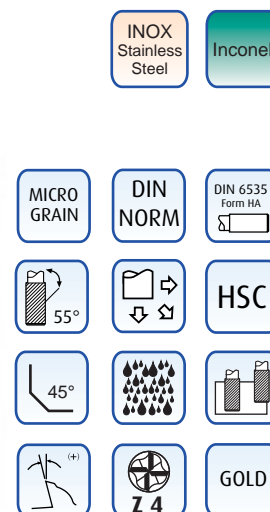 INOX
Stainless
Steel
Inconel
MICRO
GRAIN
DIN
NORM
DIN 6535
Form HA
55°
HSC
45°
(+)
Z 4
GOLD